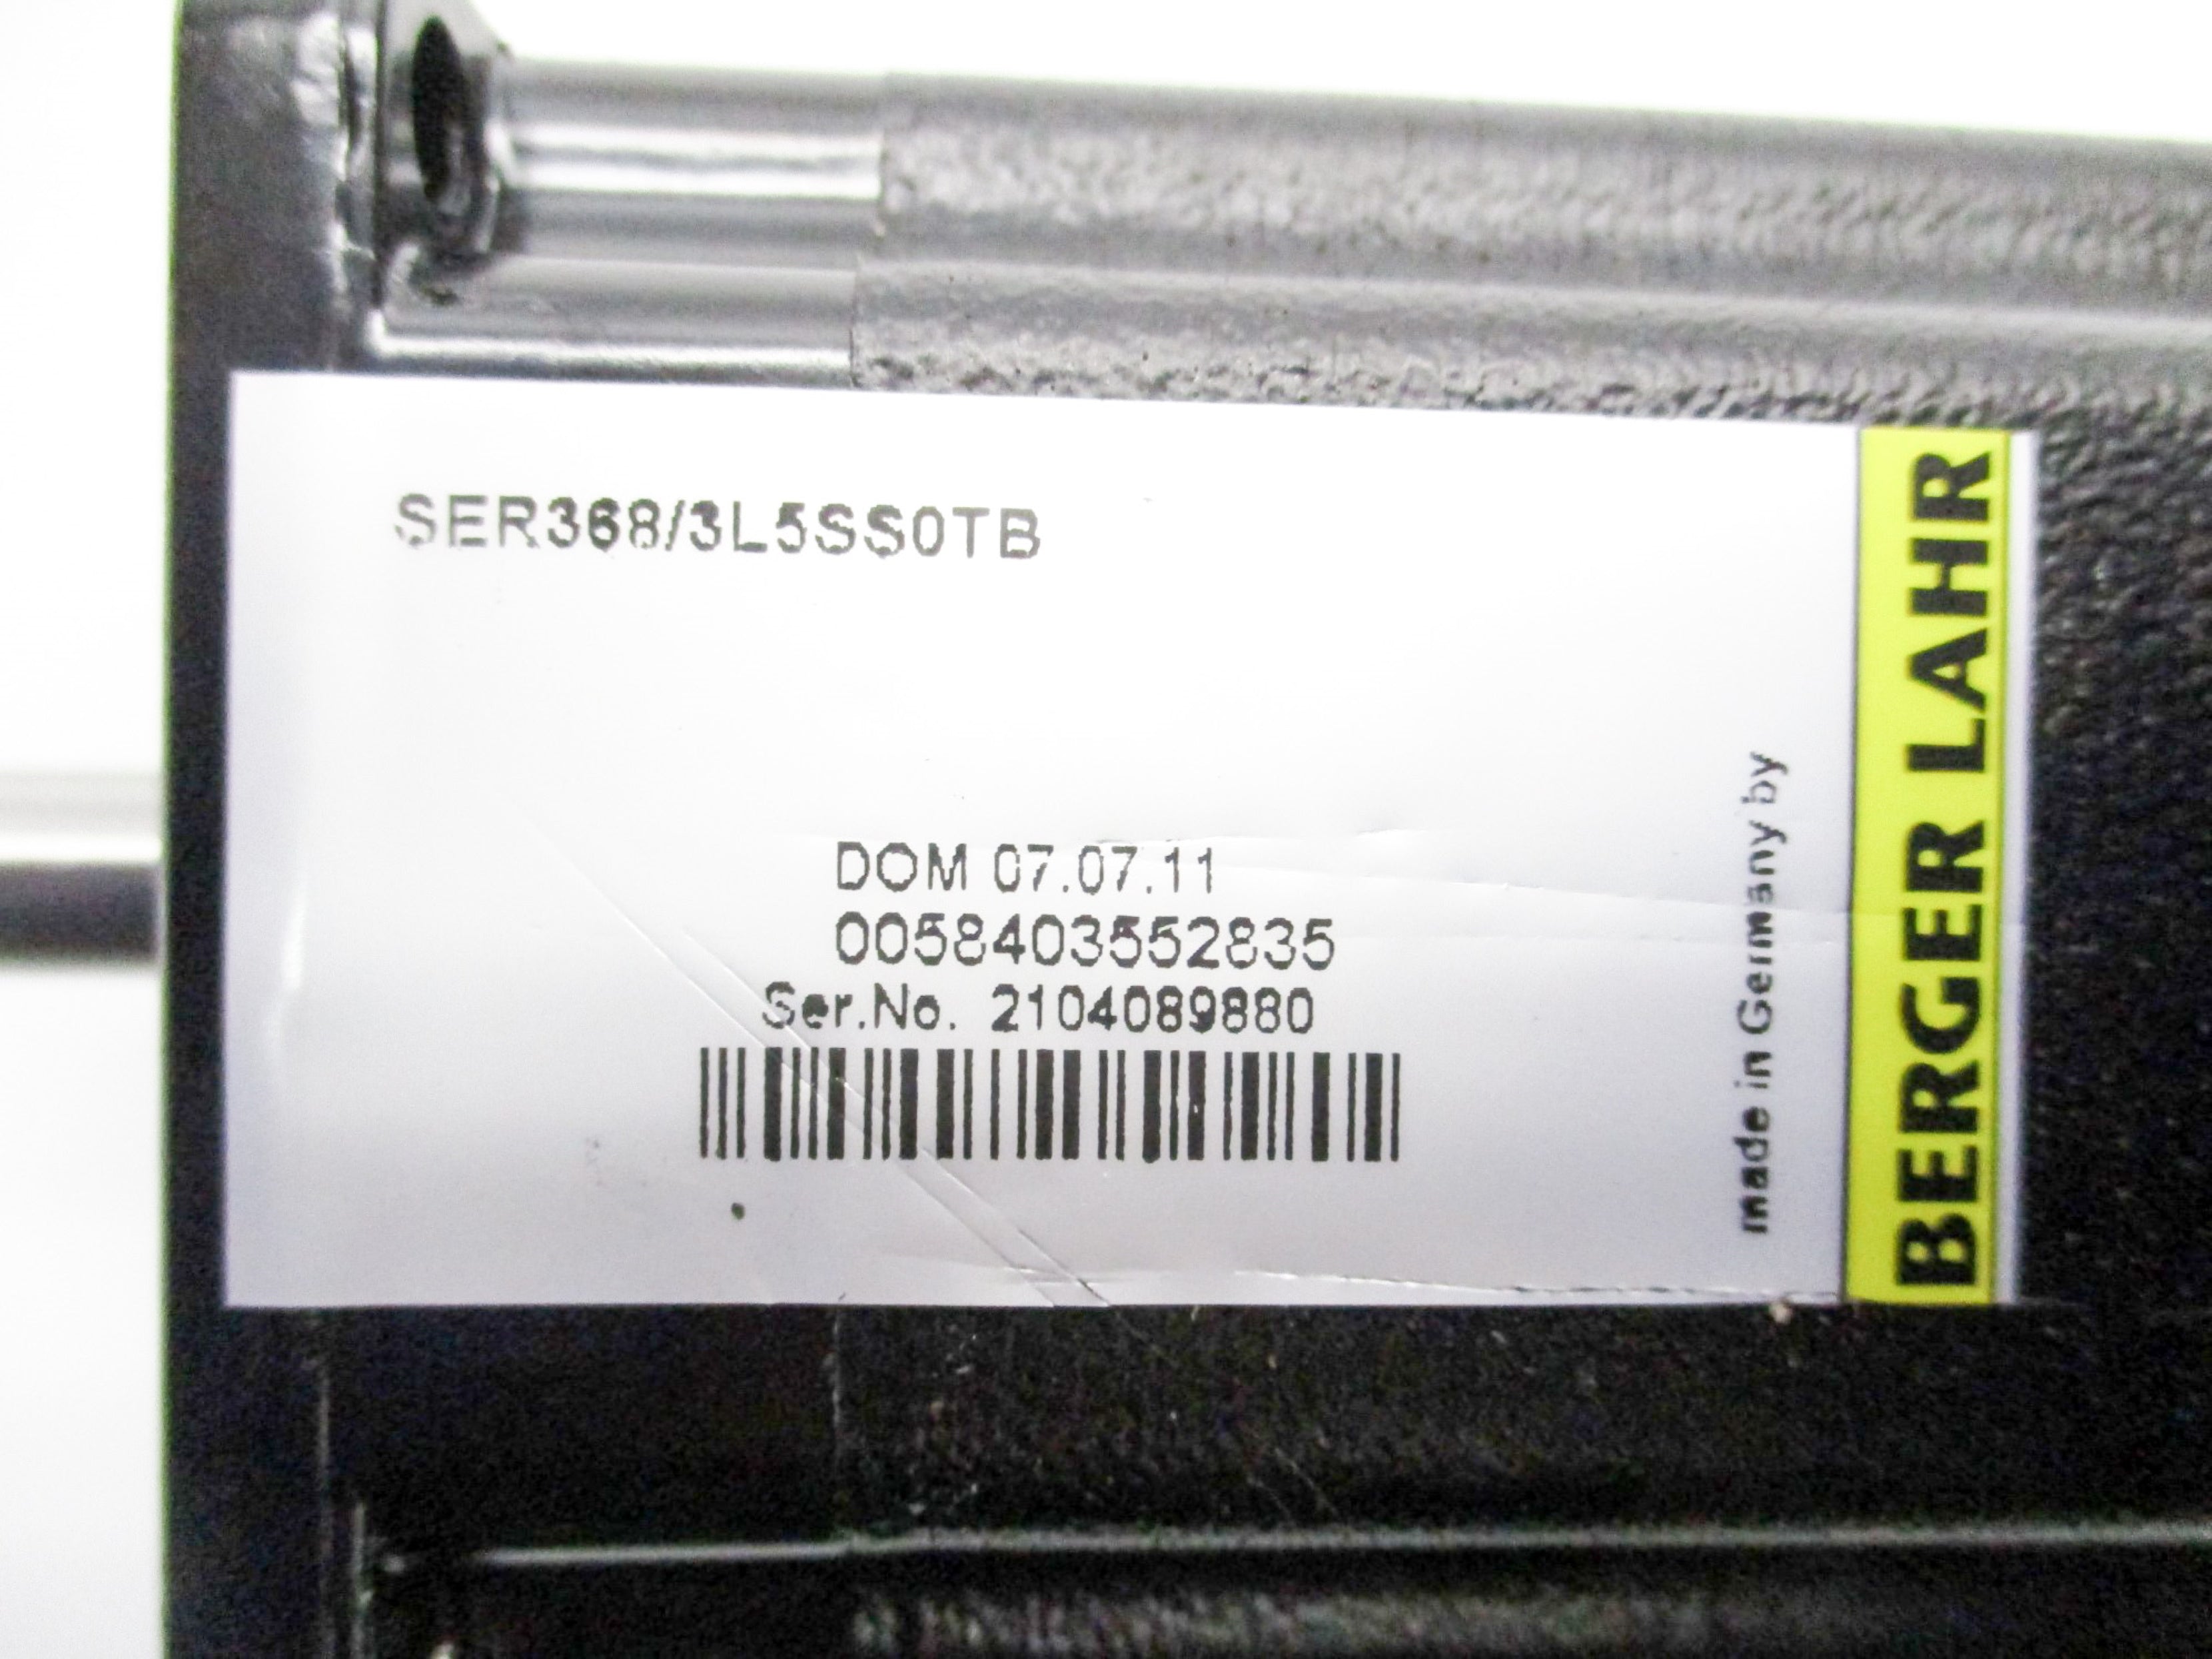 SER368/3L5SS0TB
DOM 07.07.11
0058403552835
Ser.No. 2104089880
made in Germany by
BERGER LAHR